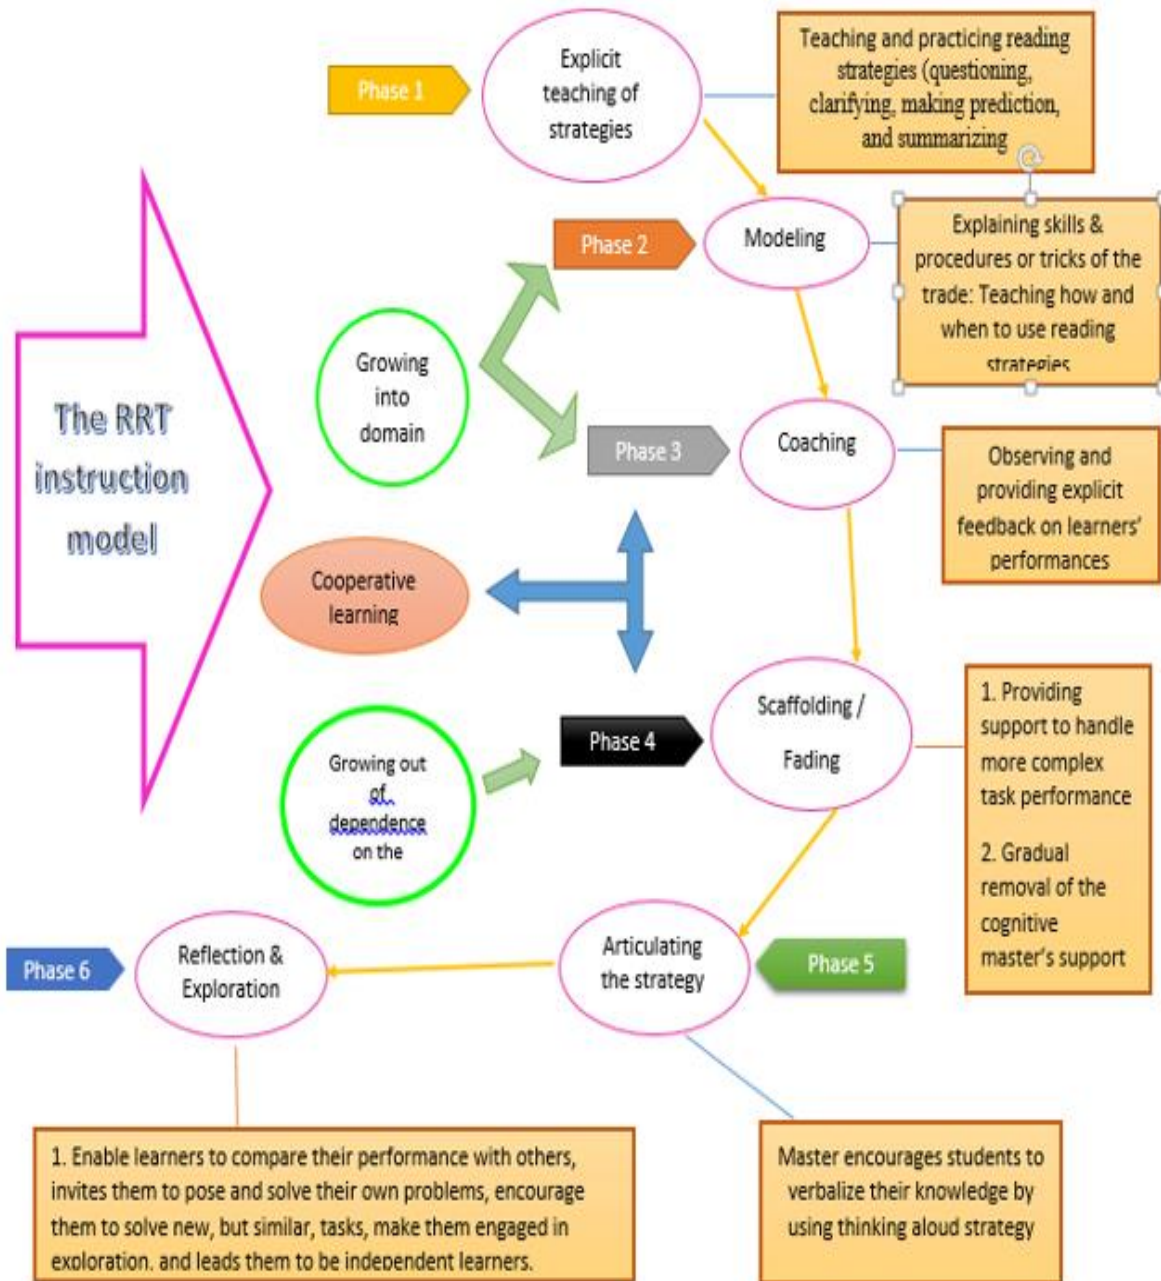 Phase 1
Explicit
teaching of
strategies
Teaching and practicing reading
strategies (questioning,
clarifying, making prediction,
and summarizing
Phase 2
Modeling
Explaining skills &
procedures or tricks of the
trade: Teaching how and
when to use reading
strategies
The RRT
instruction
model
Growing
into
domain
Phase 3
Coaching
Observing and
providing explicit
feedback on learners'
performances
Cooperative
learning
Phase 4
Scaffolding /
Fading
1. Providing
support to handle
more complex
task performance
2. Gradual
removal of the
cognitive
master's support
Growing out
of
dependence
on the
Phase 5
Articulating
the strategy
Master encourages students to
verbalize their knowledge by
using thinking aloud strategy
Phase 6
Reflection &
Exploration
1. Enable learners to compare their performance with others,
invites them to pose and solve their own problems, encourage
them to solve new, but similar, tasks, make them engaged in
exploration. and leads them to be independent learners.